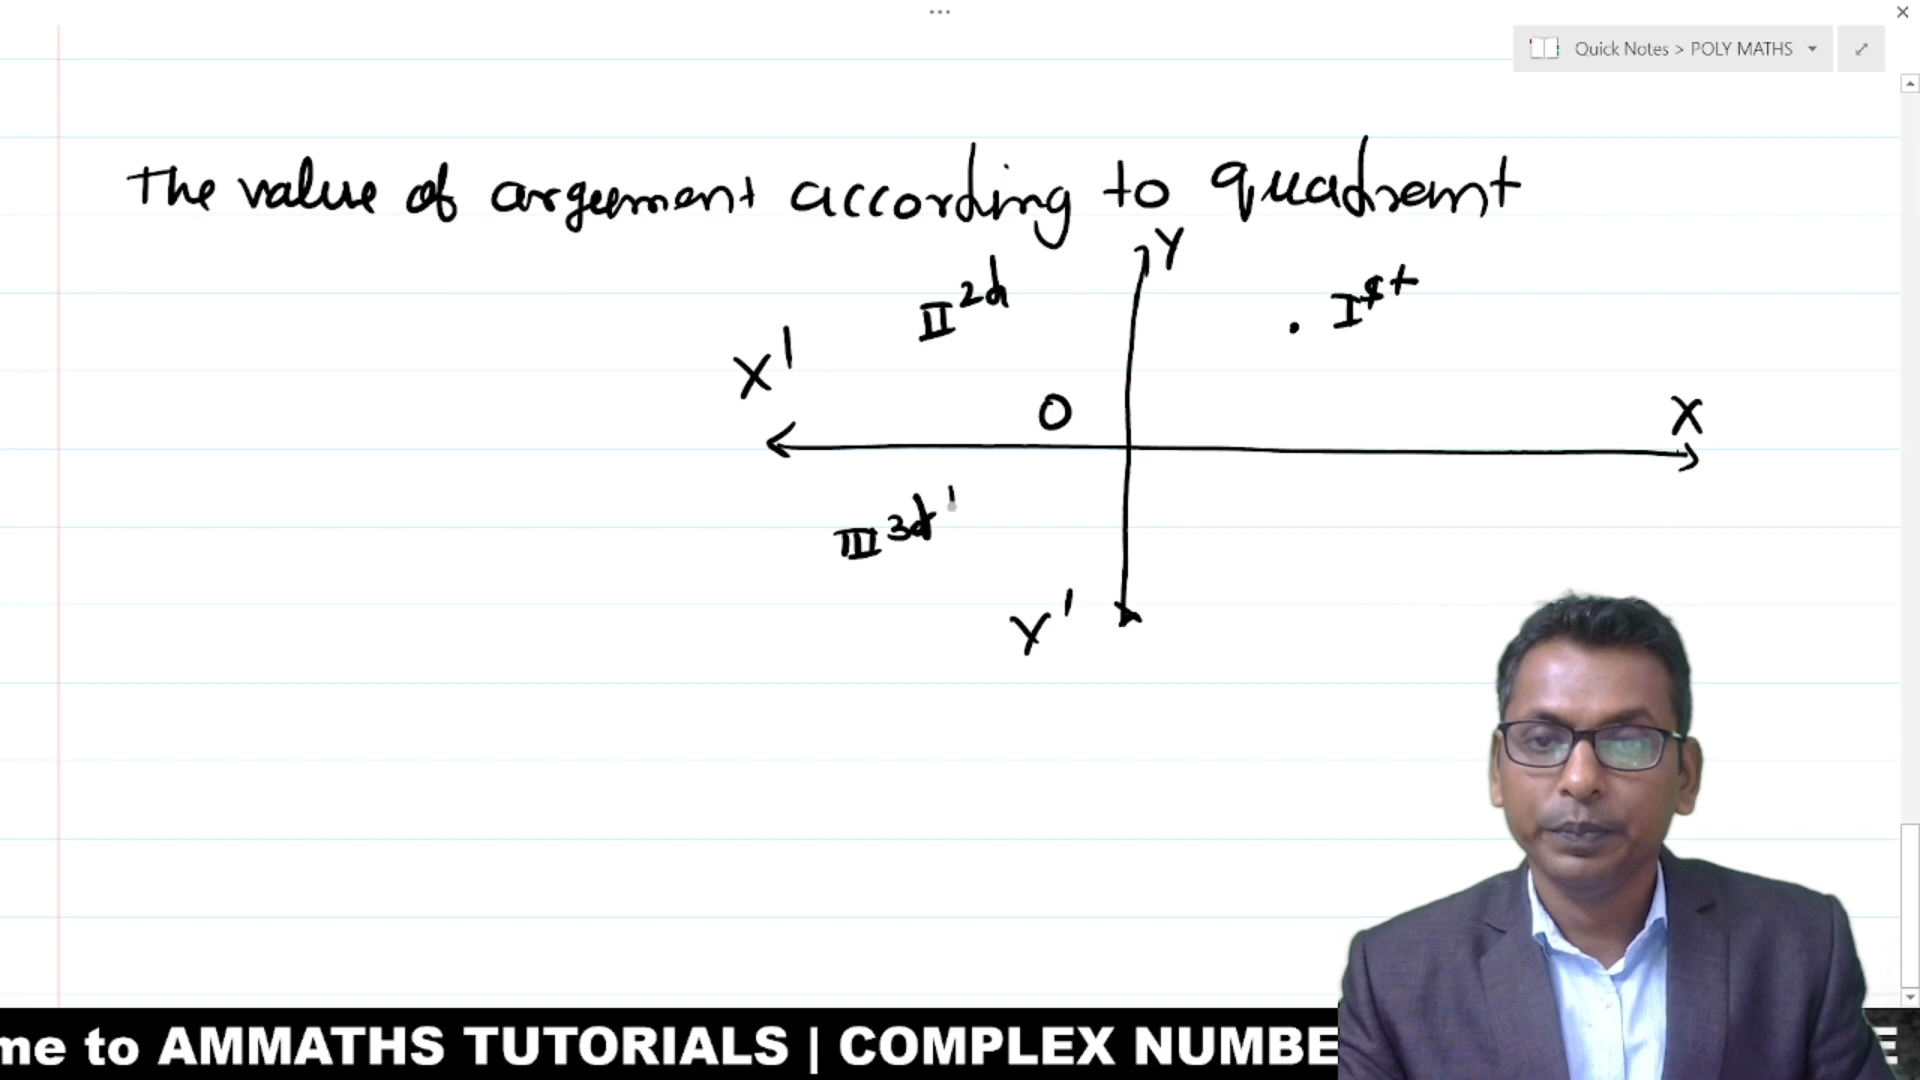 Quick Notes > POLY MATHS
The value of argeement according to quadrent
Y
II 2d
I st
X'
O
X
III 3d
Y'
me to AMMATHS TUTORIALS | COMPLEX NUMBE
E